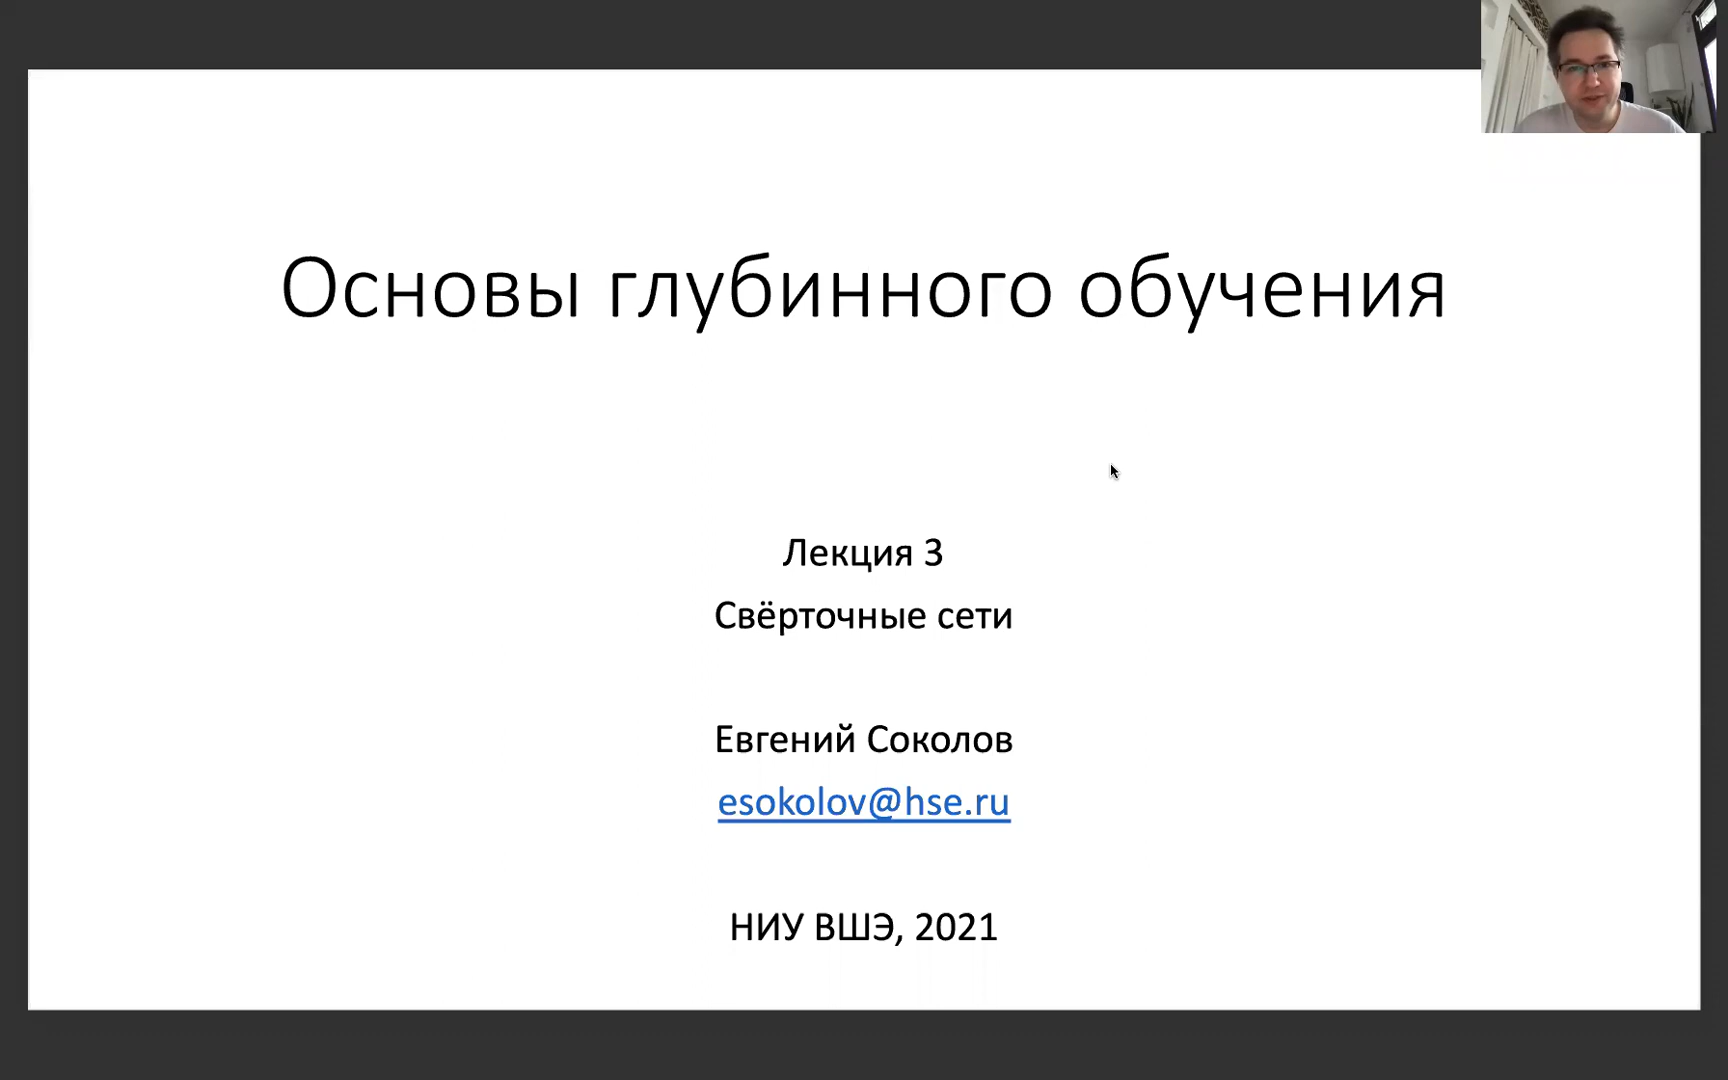 Основы глубинного обучения
Лекция 3
Свёрточные сети
Евгений Соколов
esokolov@hse.ru
НИУ ВШЭ, 2021